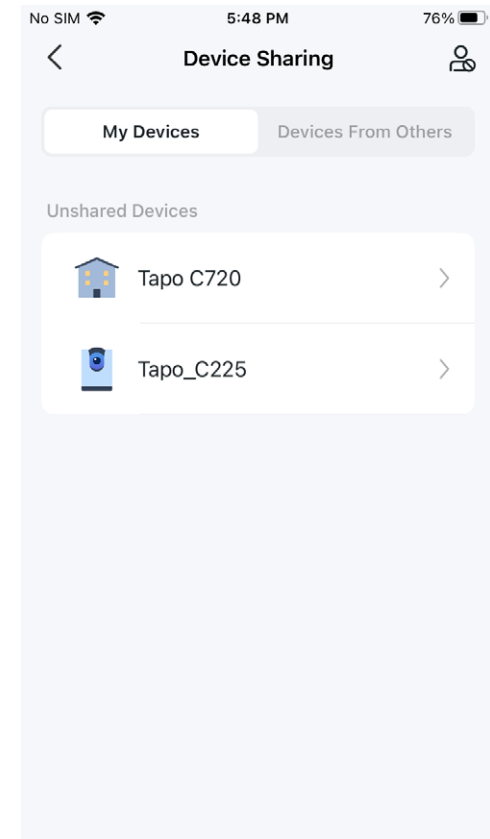 No SIM 5:48 PM 76%
Device Sharing
My Devices Devices From Others
Unshared Devices
Tapo C720
Tapo_C225